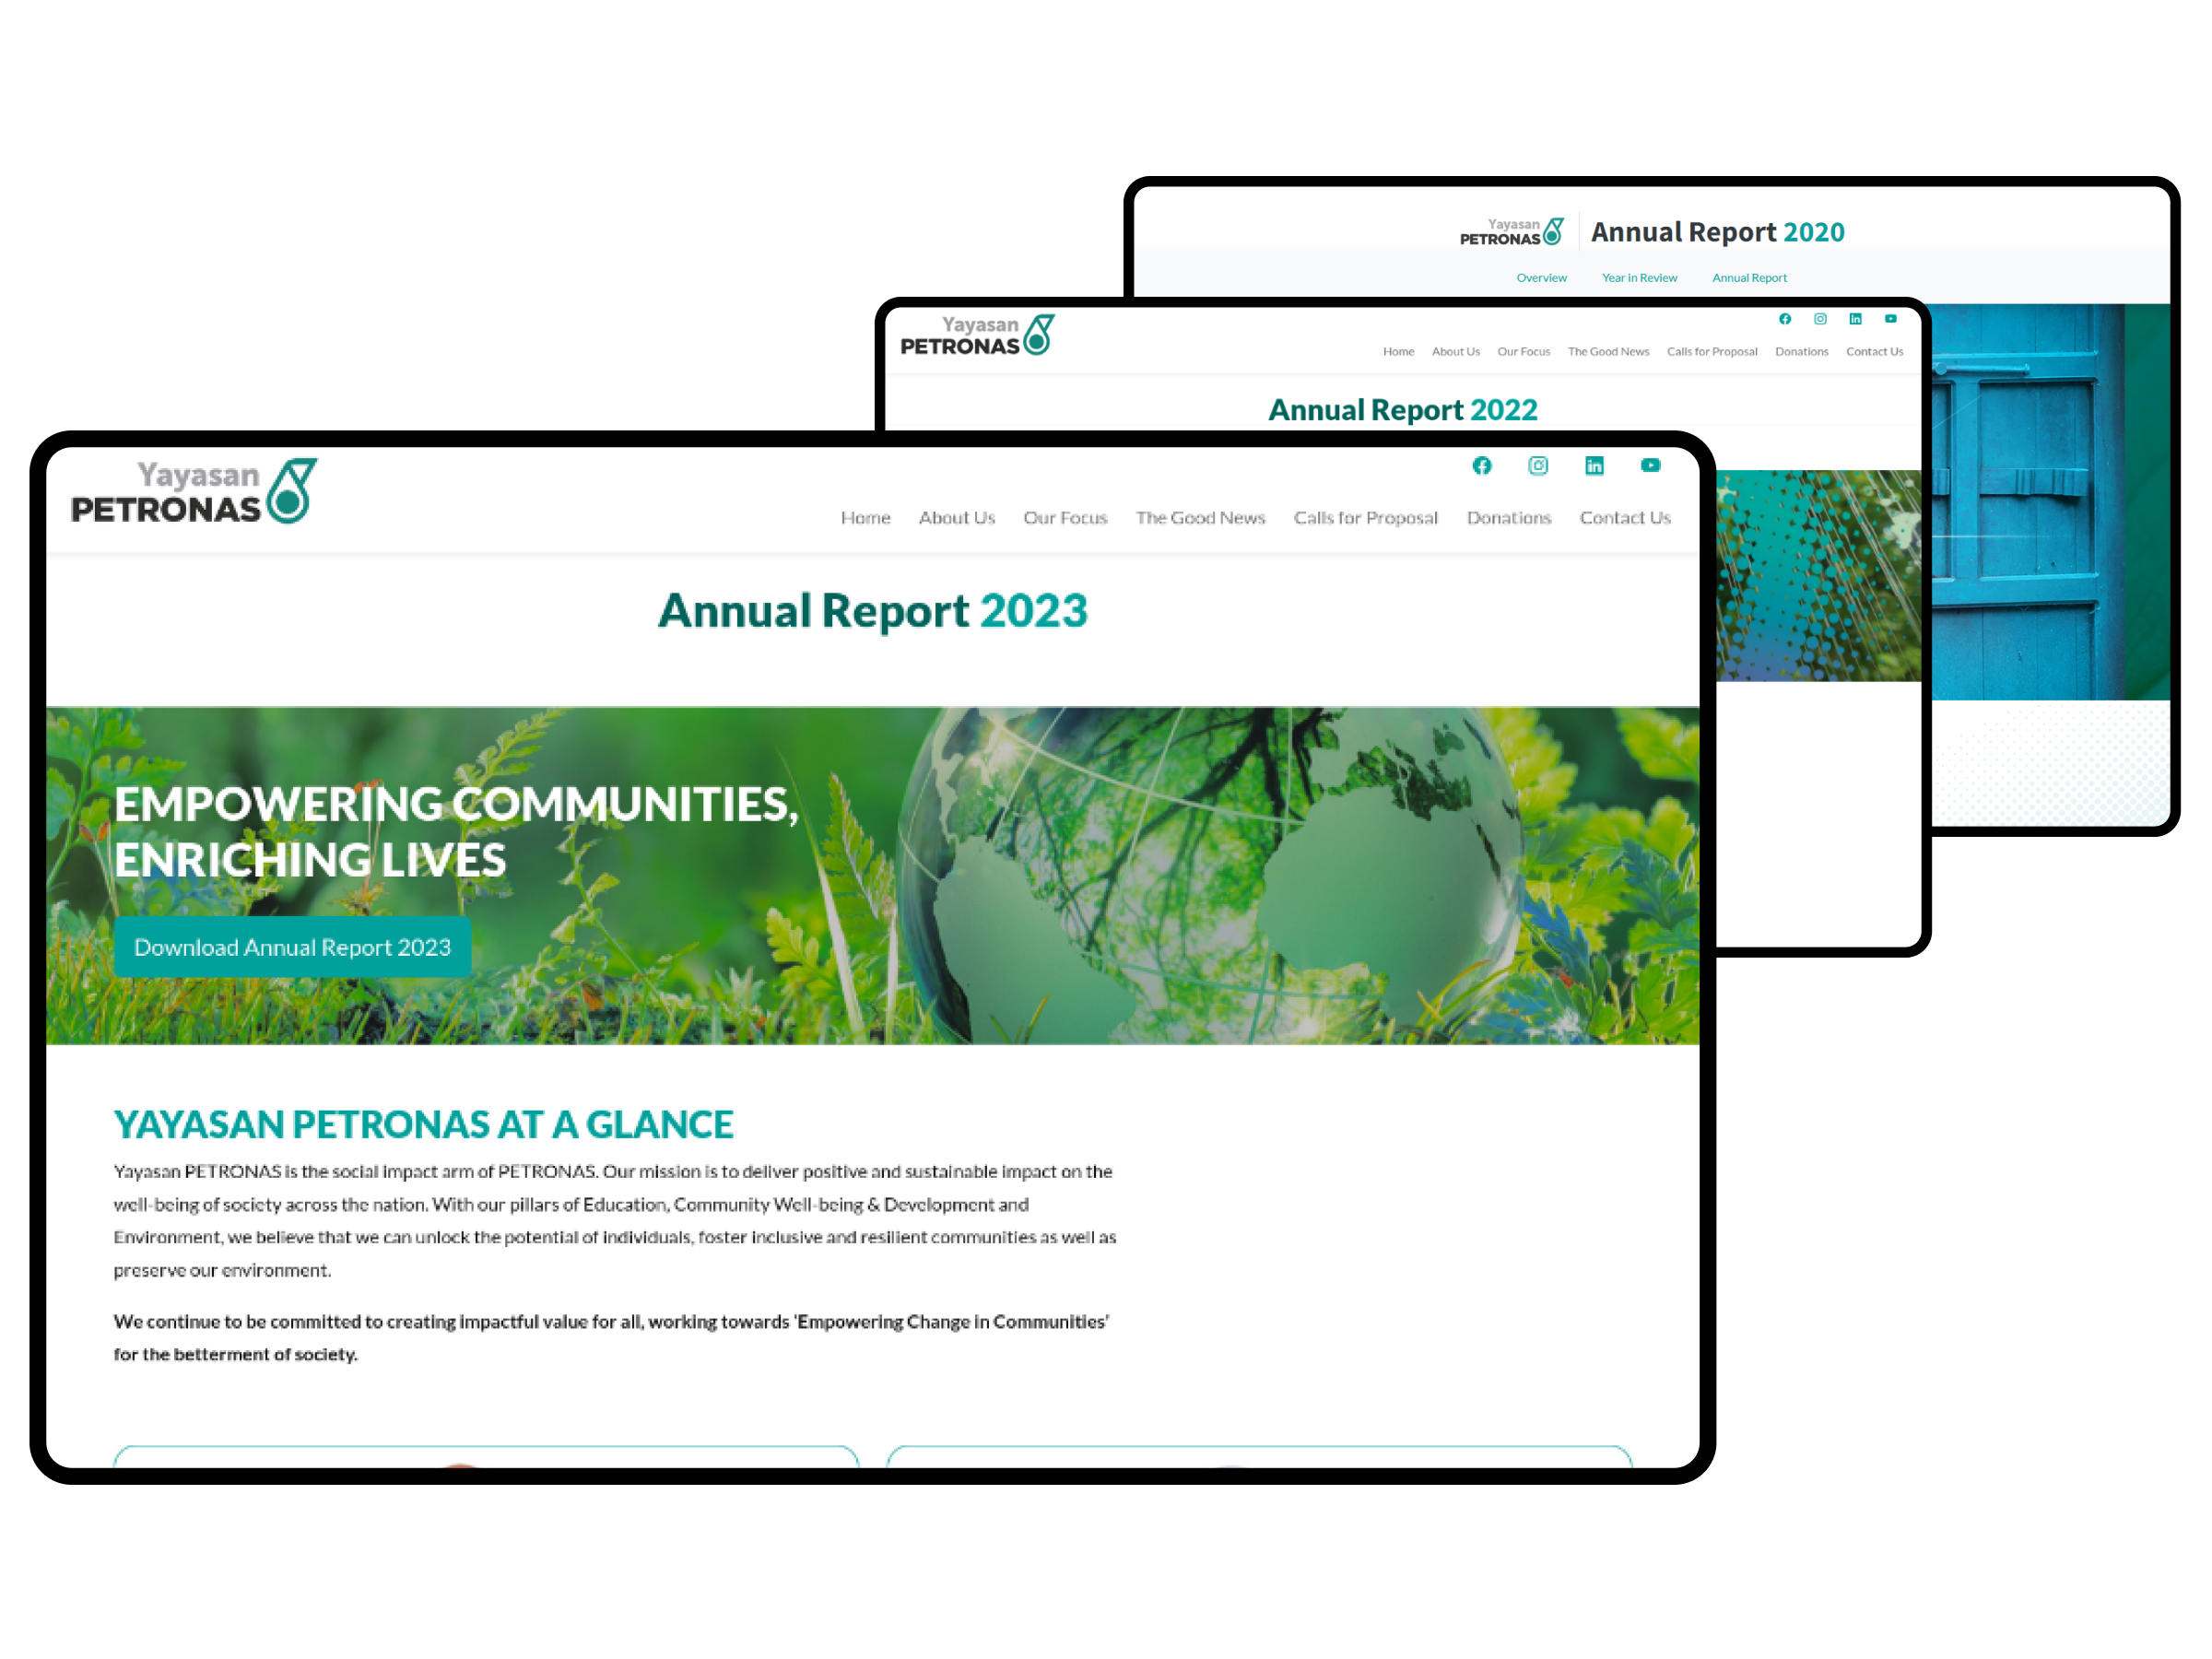 Yayasan
PETRONAS
Annual Report 2020
Overview Year in Review Annual Report
Yayasan
PETRONAS
Home About Us Our Focus The Good News Calls for Proposal Donations Contact Us
Annual Report 2022
Yayasan
PETRONAS
Home About Us Our Focus The Good News Calls for Proposal Donations Contact Us
Annual Report 2023
EMPOWERING COMMUNITIES,
ENRICHING LIVES
Download Annual Report 2023
YAYASAN PETRONAS AT A GLANCE
Yayasan PETRONAS is the social impact arm of PETRONAS. Our mission is to deliver positive and sustainable impact on the
well-being of society across the nation. With our pillars of Education, Community Well-being & Development and
Environment, we believe that we can unlock the potential of individuals, foster inclusive and resilient communities as well as
preserve our environment.
We continue to be committed to creating impactful value for all, working towards 'Empowering Change in Communities'
for the betterment of society.